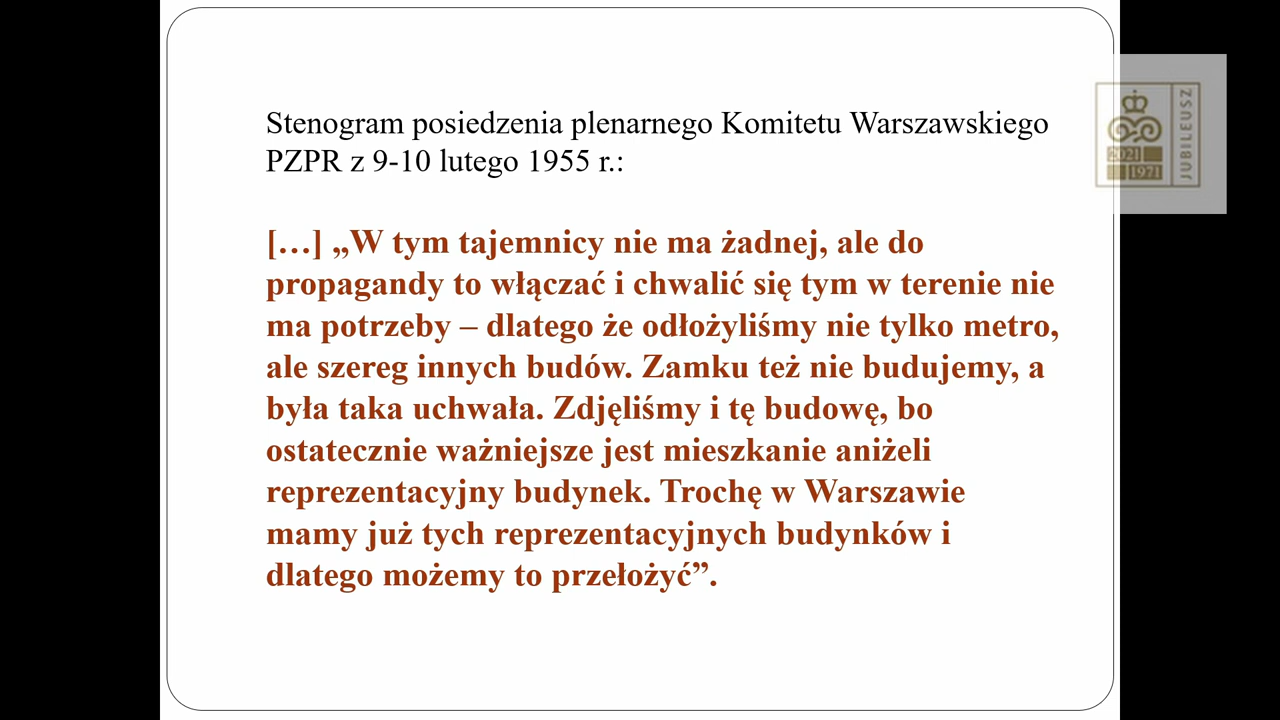 Stenogram posiedzenia plenarnego Komitetu Warszawskiego
PZPR z 9-10 lutego 1955 r.:
[…] „W tym tajemnicy nie ma żadnej, ale do
propagandy to włączać i chwalić się tym w terenie nie
ma potrzeby – dlatego że odłożyliśmy nie tylko metro,
ale szereg innych budów. Zamku też nie budujemy, a
była taka uchwała. Zdjęliśmy i tę budowę, bo
ostatecznie ważniejsze jest mieszkanie aniżeli
reprezentacyjny budynek. Trochę w Warszawie
mamy już tych reprezentacyjnych budynków i
dlatego możemy to przełożyć”.
2021
1971
JUBILEUSZ